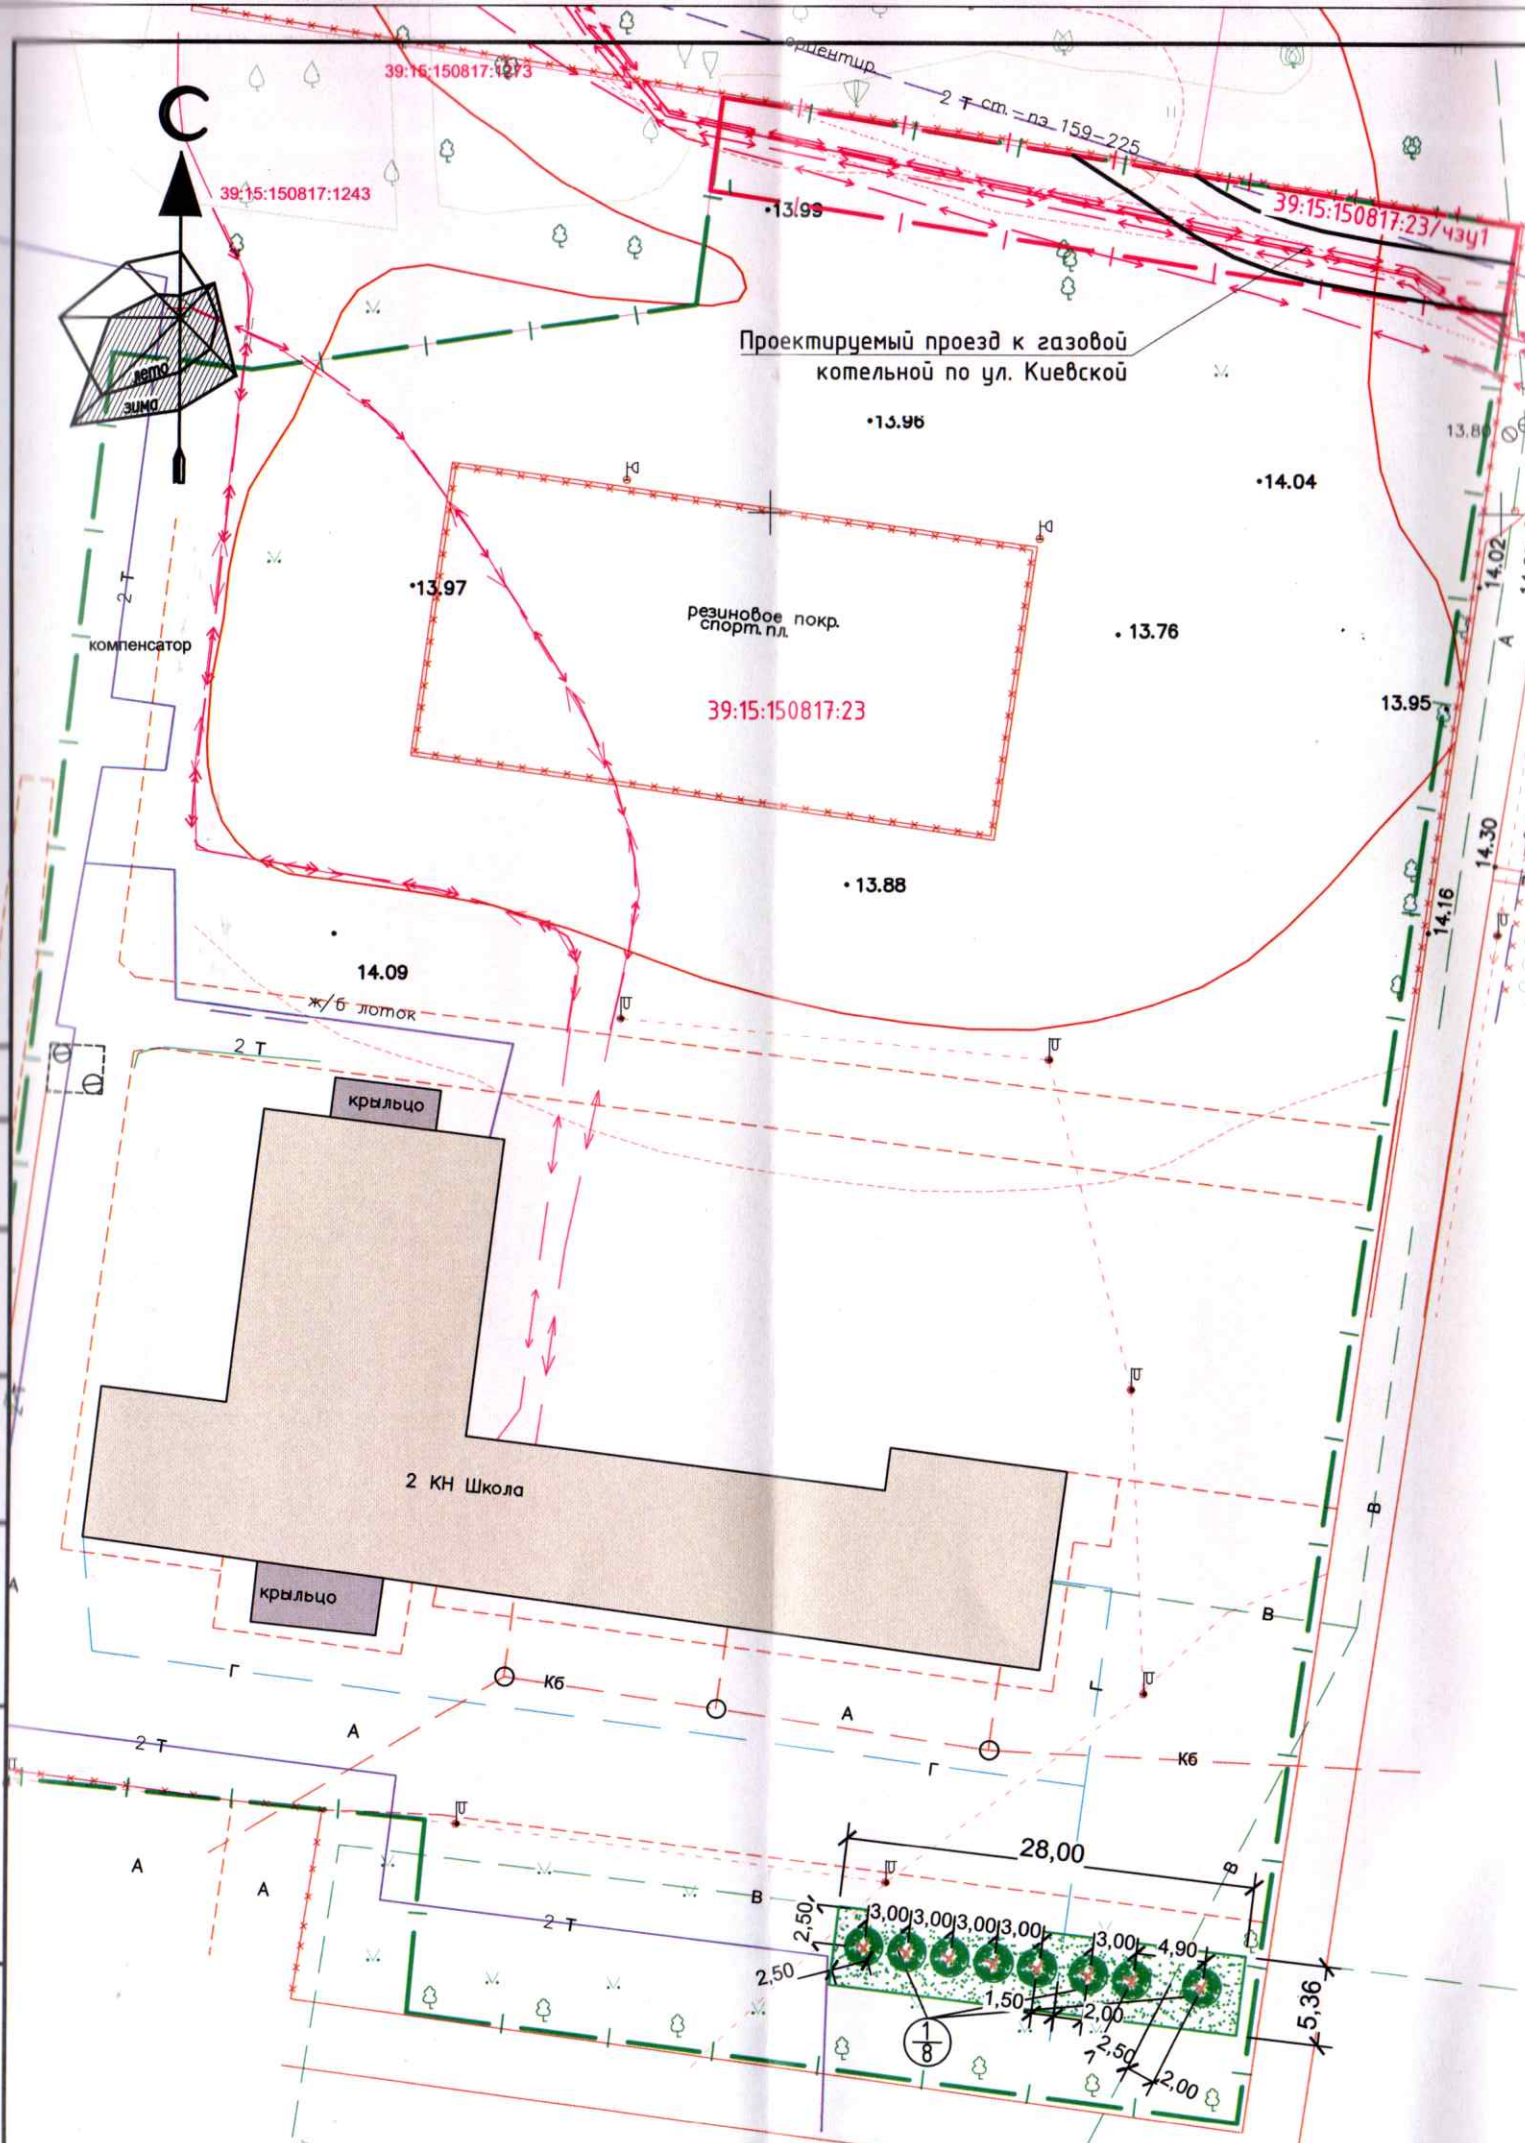 ориентир
2 т ст. – пэ 159–225
39:15:150817:1273
С
39:15:150817:1243
39:15:150817:23/чзу1
13.99
Проектируемый проезд к газовой
котельной по ул. Киевской
лето
зима
13.96
13.80
14.04
14.02
2 Т
13.97
резиновое покр.
спорт. пл.
13.76
А
компенсатор
39:15:150817:23
13.95
14.30
13.88
14.16
14.09
ж/б лоток
2 Т
крыльцо
2 КН Школа
В
крыльцо
В
А
Г
Кб
Г
А
А
2 Т
Г
Кб
А
А
28,00
В
В
2 Т
2,50
3,00
3,00
3,00
3,00
3,00
4,90
2,50
1,50
2,00
5,36
1
8
2,50
2,00